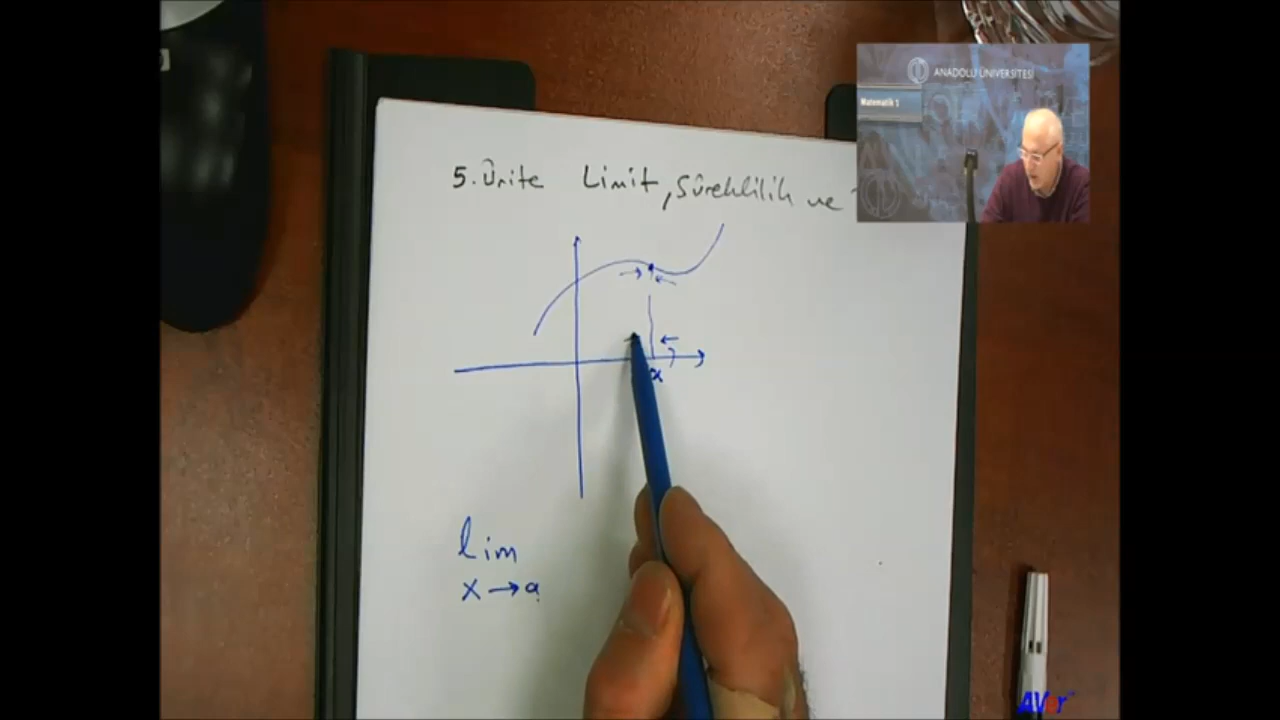 ANADOLU ÜNİVERSİTESİ
Matematik 1
5. Ünite Limit, Süreklilik ve
a
lim
x → a
AVer